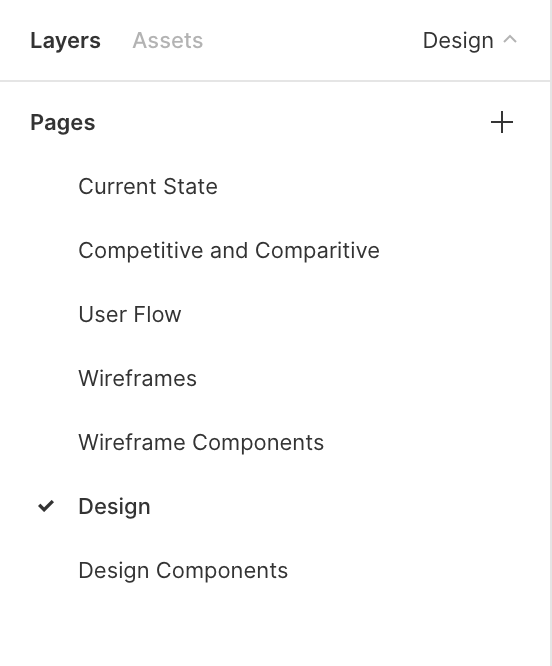 Layers Assets Design
Pages
Current State
Competitive and Comparitive
User Flow
Wireframes
Wireframe Components
Design
Design Components